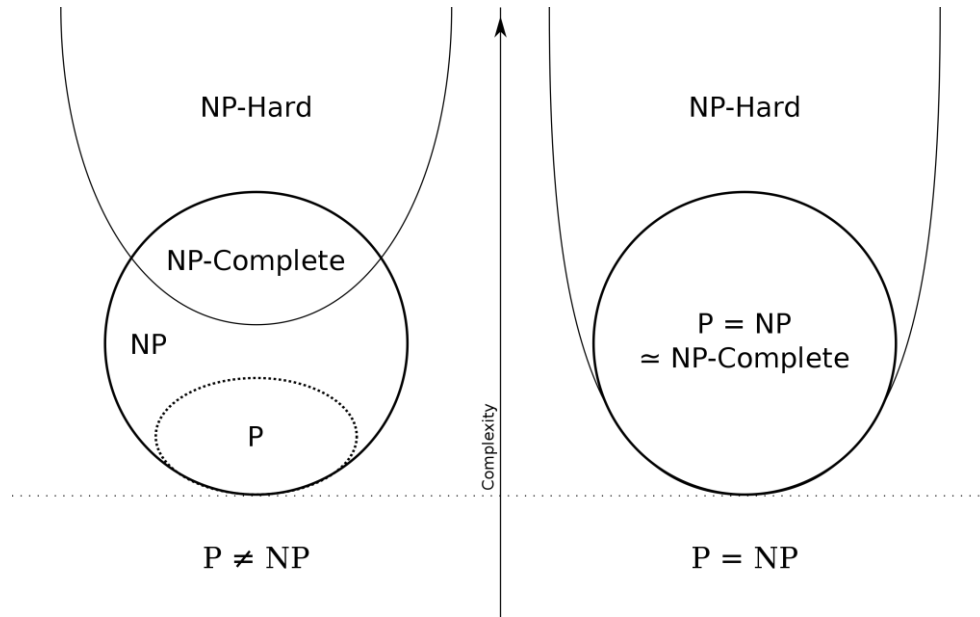 NP-Hard
NP-Complete
NP
P
P ≠ NP
Complexity
NP-Hard
P = NP
≃ NP-Complete
P = NP